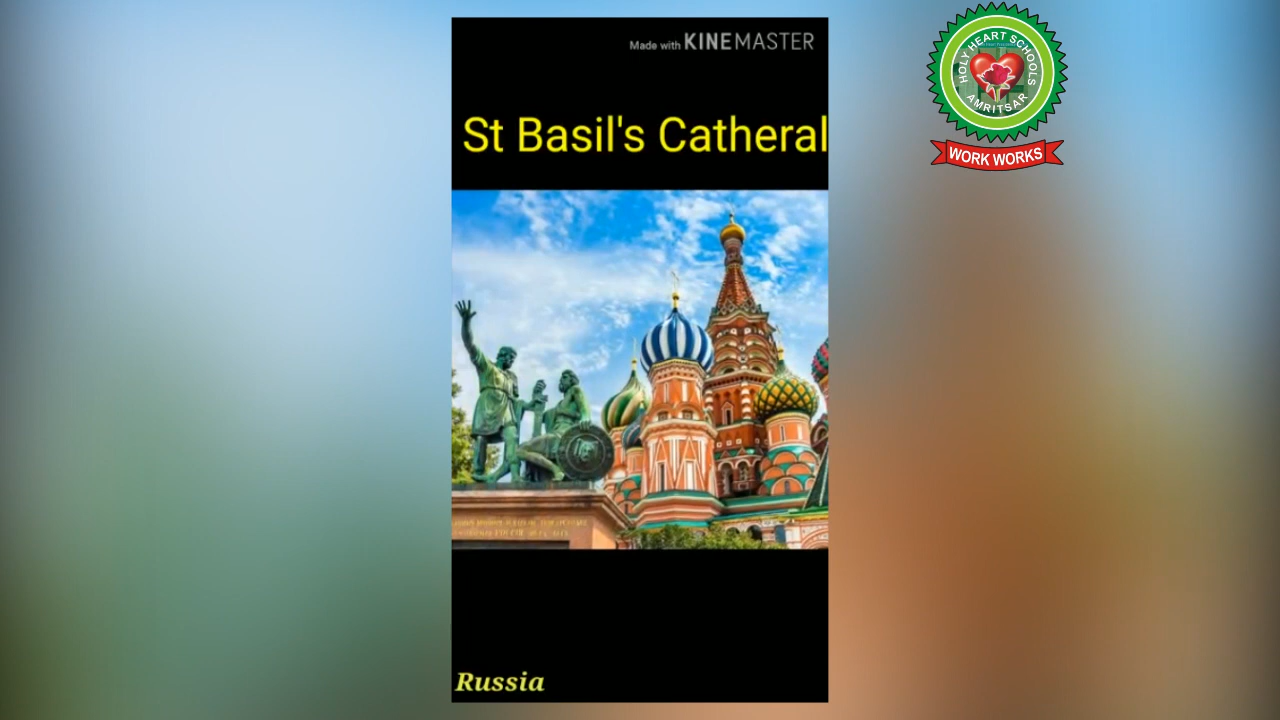 Made with KINEMASTER
St Basil's Catheral
HOLY HEART SCHOOLS
AMRITSAR
WORK WORKS
Russia